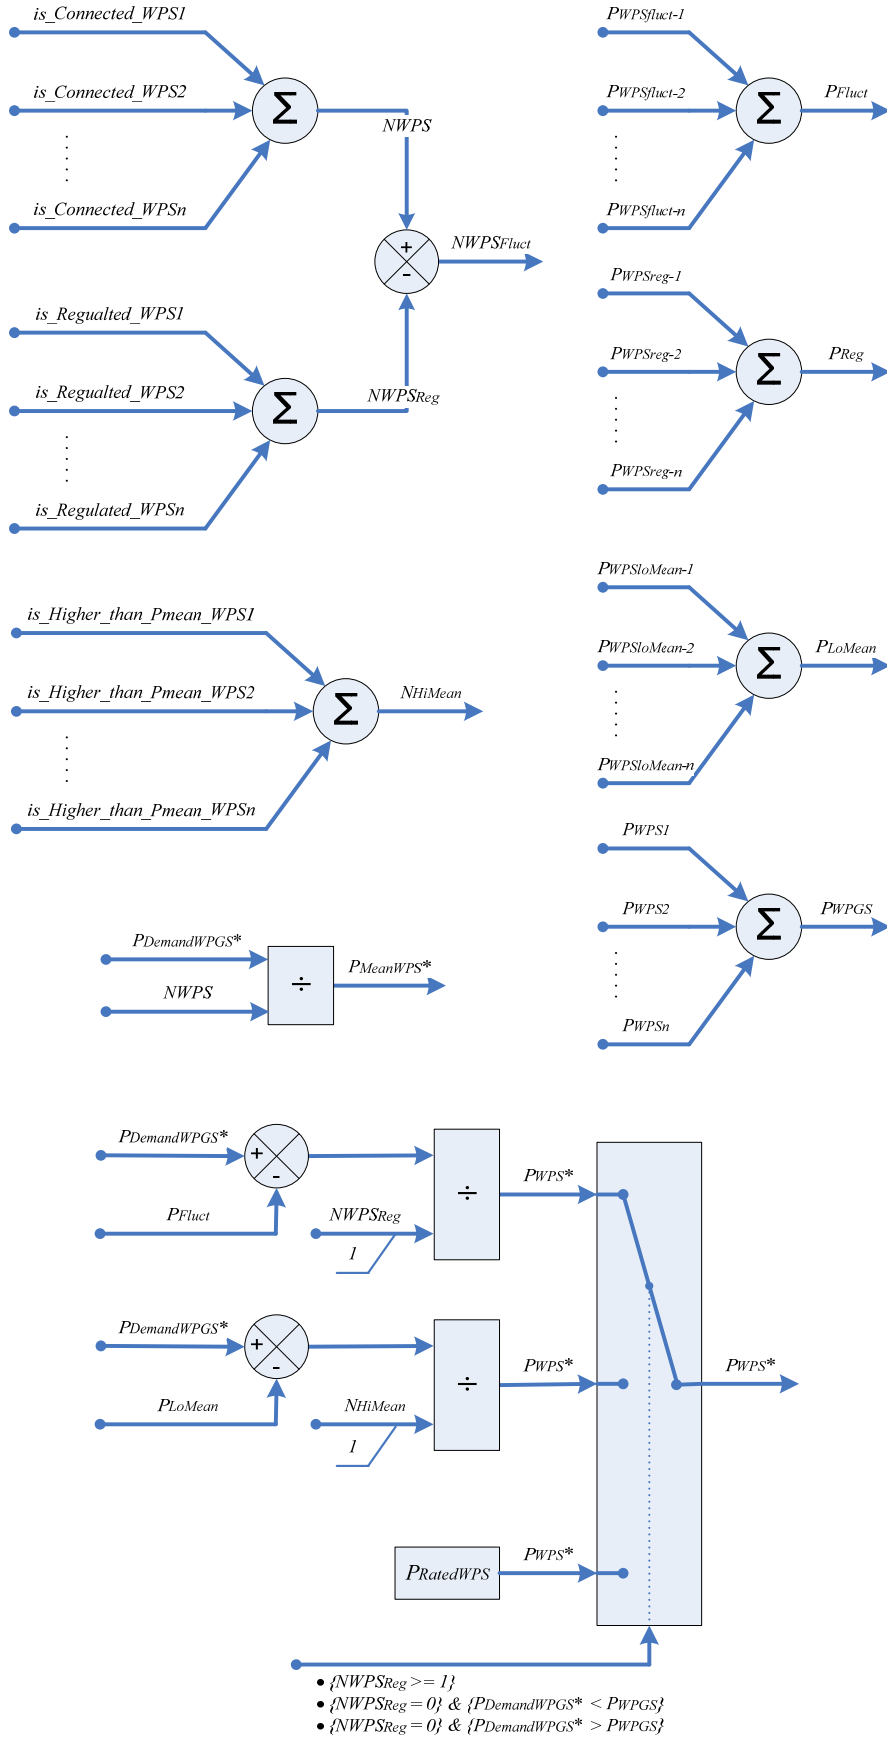 is_Connected_WPS1
is_Connected_WPS2
is_Connected_WPSn
Σ
NWPS
+
-
NWPSFluct
is_Regualted_WPS1
is_Regualted_WPS2
is_Regulated_WPSn
Σ
NWPSReg
is_Higher_than_Pmean_WPS1
is_Higher_than_Pmean_WPS2
is_Higher_than_Pmean_WPSn
Σ
NHiMean
PWPSfluct-1
PWPSfluct-2
PWPSfluct-n
Σ
PFluct
PWPSreg-1
PWPSreg-2
PWPSreg-n
Σ
PReg
PWPSloMean-1
PWPSloMean-2
PWPSloMean-n
Σ
PLoMean
PWPS1
PWPS2
PWPSn
Σ
PWPGS
PDemandWPGS*
NWPS
÷
PMeanWPS*
PDemandWPGS*
+
-
PFluct
NWPSReg
1
÷
PWPS*
PDemandWPGS*
+
-
PLoMean
NHiMean
1
÷
PWPS*
PWPS*
PRatedWPS
PWPS*
• {NWPSReg >= 1}
• {NWPSReg = 0} & {PDemandWPGS* < PWPGS}
• {NWPSReg = 0} & {PDemandWPGS* > PWPGS}